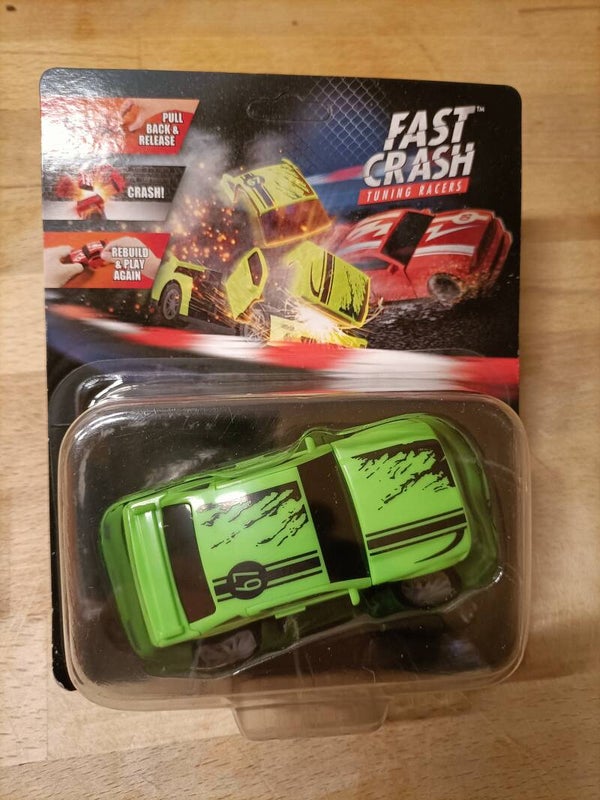 PULL
BACK &
RELEASE
CRASH!
REBUILD
& PLAY
AGAIN
FAST™
CRASH
TUNING RACERS